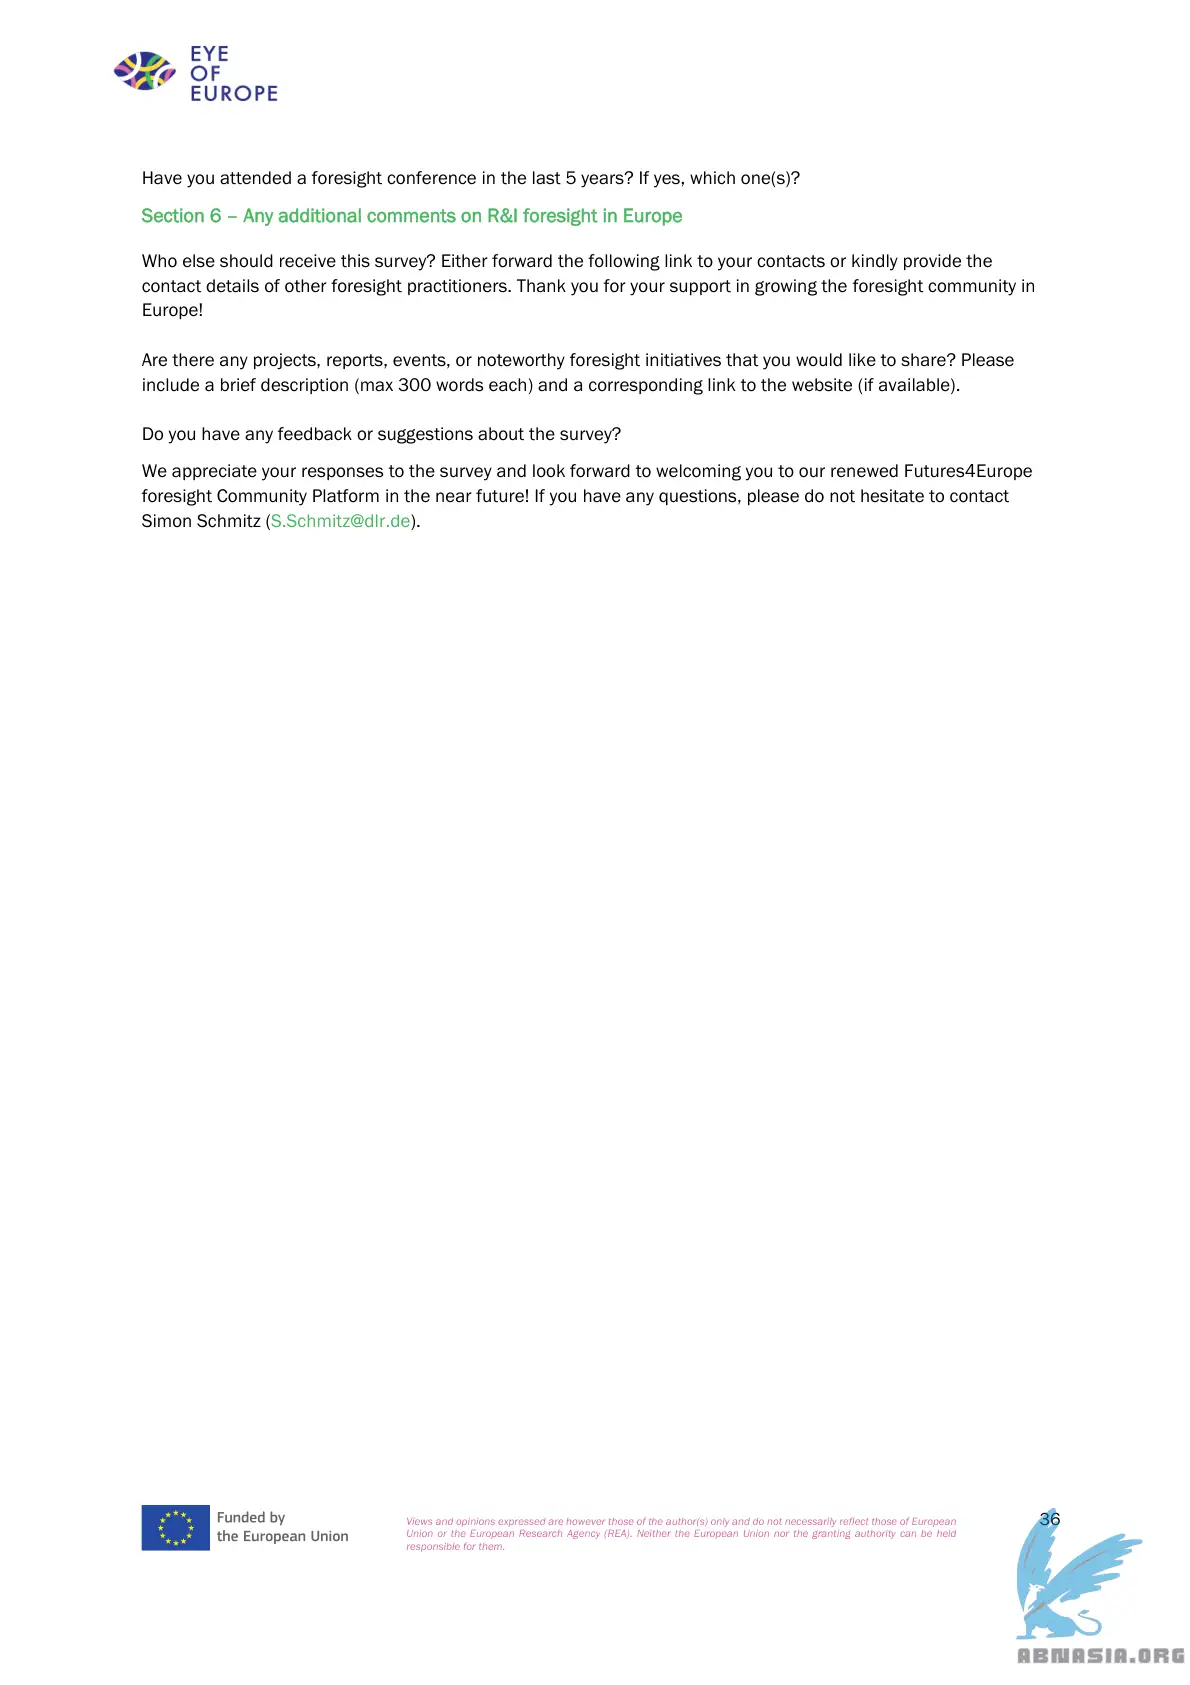 EYE
OF
EUROPE
Have you attended a foresight conference in the last 5 years? If yes, which one(s)?
Section 6 – Any additional comments on R&I foresight in Europe
Who else should receive this survey? Either forward the following link to your contacts or kindly provide the
contact details of other foresight practitioners. Thank you for your support in growing the foresight community in
Europe!
Are there any projects, reports, events, or noteworthy foresight initiatives that you would like to share? Please
include a brief description (max 300 words each) and a corresponding link to the website (if available).
Do you have any feedback or suggestions about the survey?
We appreciate your responses to the survey and look forward to welcoming you to our renewed Futures4Europe
foresight Community Platform in the near future! If you have any questions, please do not hesitate to contact
Simon Schmitz (S.Schmitz@dlr.de).
Funded by
the European Union
Views and opinions expressed are however those of the author(s) only and do not necessarily reflect those of European
Union or the European Research Agency (REA). Neither the European Union nor the granting authority can be held
responsible for them.
36
ABNASIA.ORG